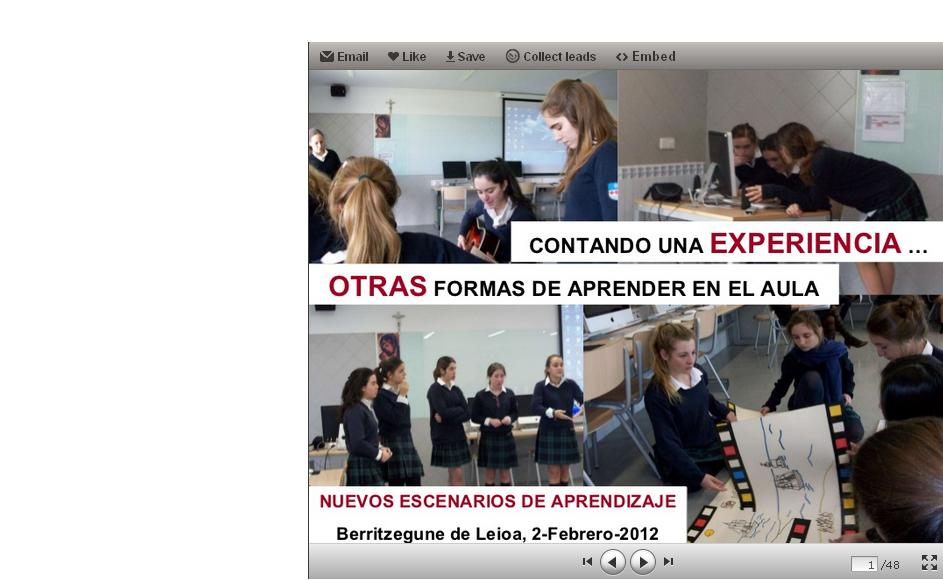 Email Like Save Collect leads Embed
CONTANDO UNA EXPERIENCIA ...
OTRAS FORMAS DE APRENDER EN EL AULA
NUEVOS ESCENARIOS DE APRENDIZAJE
Berritzegune de Leioa, 2-Febrero-2012
1 /48